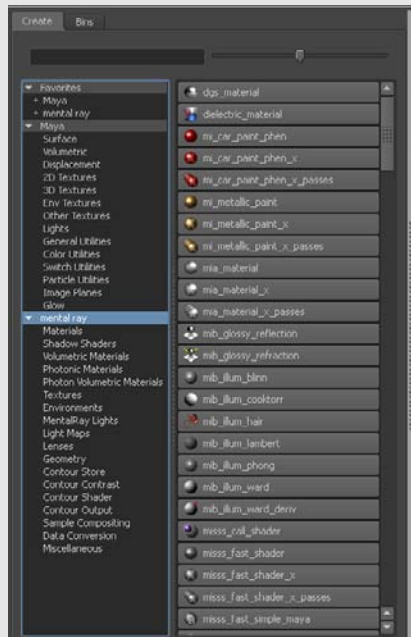 Create Bins
Favorites
+ Maya
+ mental ray
Maya
Surface
Volumetric
Displacement
2D Textures
3D Textures
Env Textures
Other Textures
Lights
General Utilities
Color Utilities
Switch Utilities
Particle Utilities
Image Planes
Glow
mental ray
Materials
Shadow Shaders
Volumetric Materials
Photonic Materials
Photon Volumetric Materials
Textures
Environments
MentalRay Lights
Light Maps
Lenses
Geometry
Contour Store
Contour Contrast
Contour Shader
Contour Output
Sample Compositing
Data Conversion
Miscellaneous
dgs_material
dielectric_material
mi_car_paint_phen
mi_car_paint_phen_x
mi_car_paint_phen_x_passes
mi_metallic_paint
mi_metallic_paint_x
mi_metallic_paint_x_passes
mia_material
mia_material_x
mia_material_x_passes
mib_glossy_reflection
mib_glossy_refraction
mib_illum_blinn
mib_illum_cooktorr
mib_illum_hair
mib_illum_lambert
mib_illum_phong
mib_illum_ward
mib_illum_ward_deriv
misss_call_shader
misss_fast_shader
misss_fast_shader_x
misss_fast_shader_x_passes
misss_fast_simple_maya